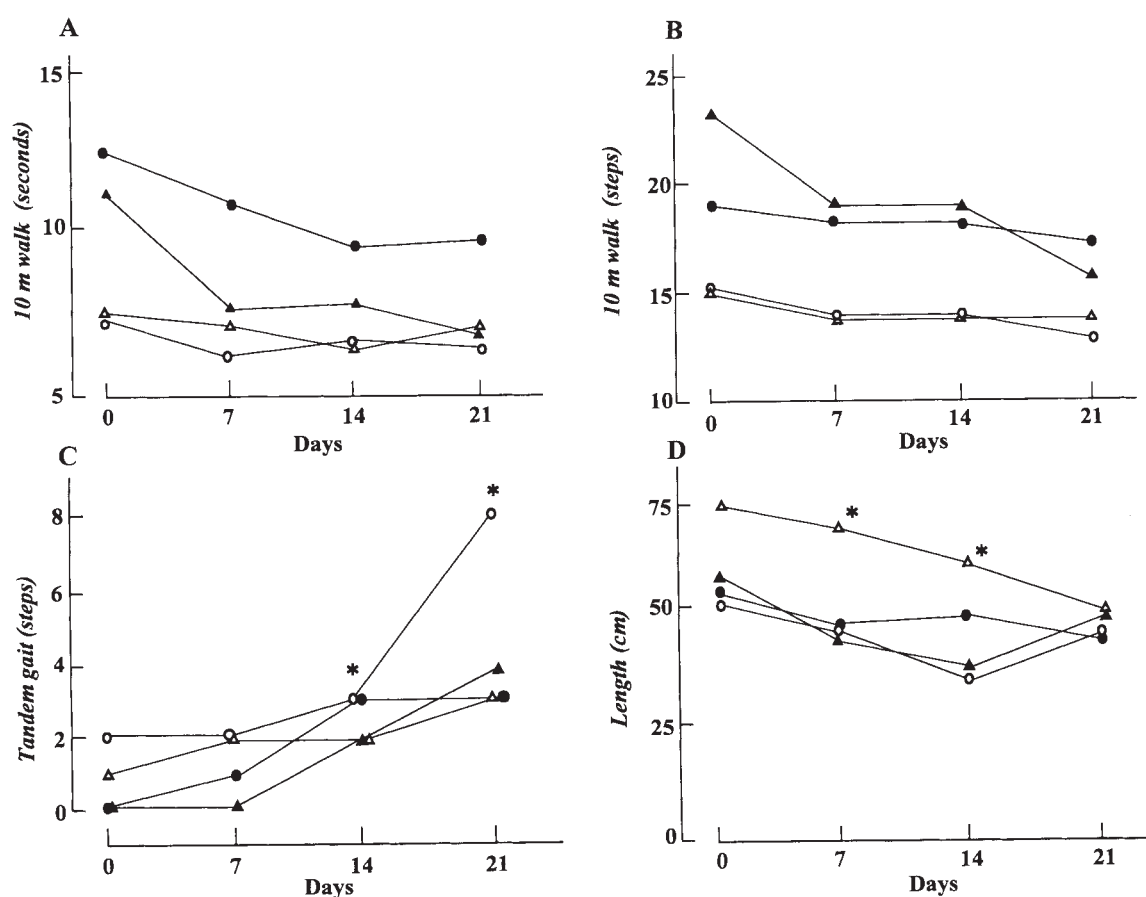 A
15
10
5
10 m walk (seconds)
0 7 14 21
Days
B
25
20
15
10
10 m walk (steps)
0 7 14 21
Days
C
8
6
4
2
0
Tandem gait (steps)
* *
0 7 14 21
Days
D
75
50
25
0
Length (cm)
* *
0 7 14 21
Days